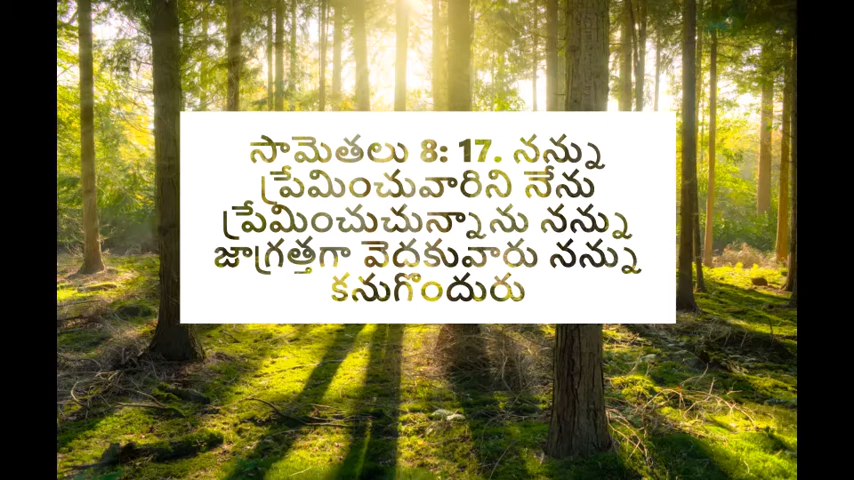 సామెతలు 8: 17. నన్ను
ప్రేమించువారిని నేను
ప్రేమించుచున్నాను నన్ను
జాగ్రత్తగా వెదకువారు నన్ను
కనుగొందురు